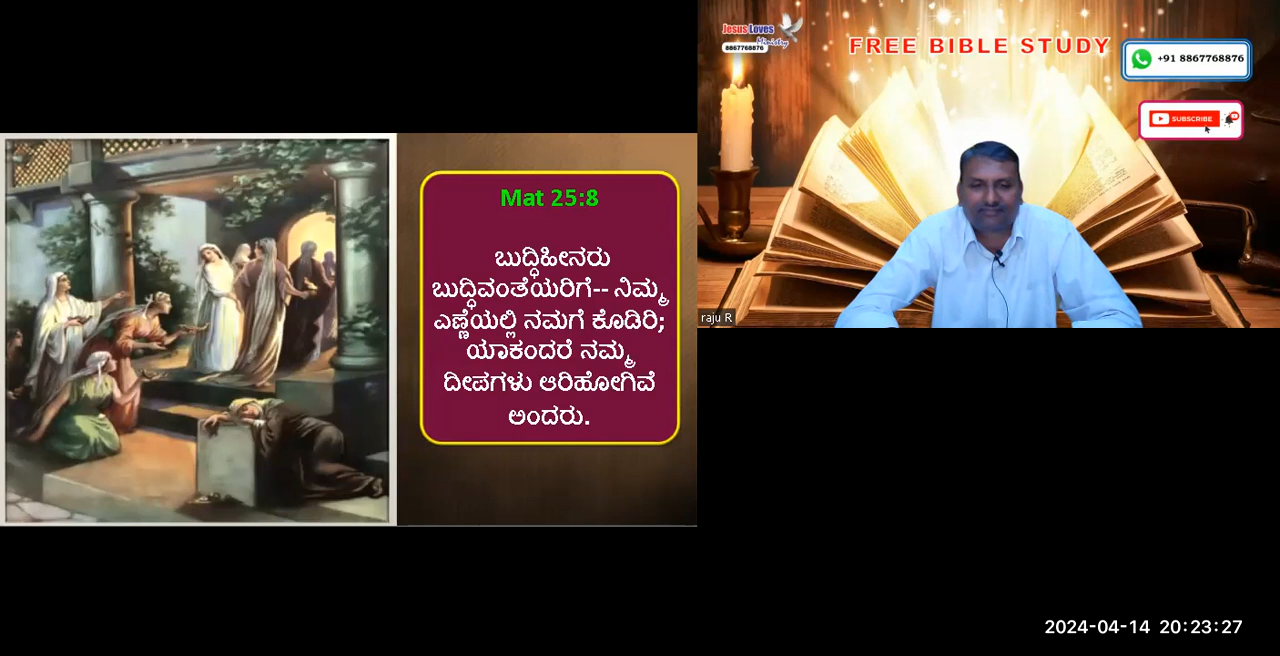 Mat 25:8
ಬುದ್ಧಿಹೀನರು
ಬುದ್ಧಿವಂತೆಯರಿಗೆ-- ನಿಮ್ಮ
ಎಣ್ಣೆಯಲ್ಲಿ ನಮಗೆ ಕೊಡಿರಿ;
ಯಾಕಂದರೆ ನಮ್ಮ
ದೀಪಗಳು ಆರಿಹೋಗಿವೆ
ಅಂದರು.
Jesus Loves
Ministry
8867768876
FREE BIBLE STUDY
+91 8867768876
SUBSCRIBE
raju R
2024-04-14 20:23:27